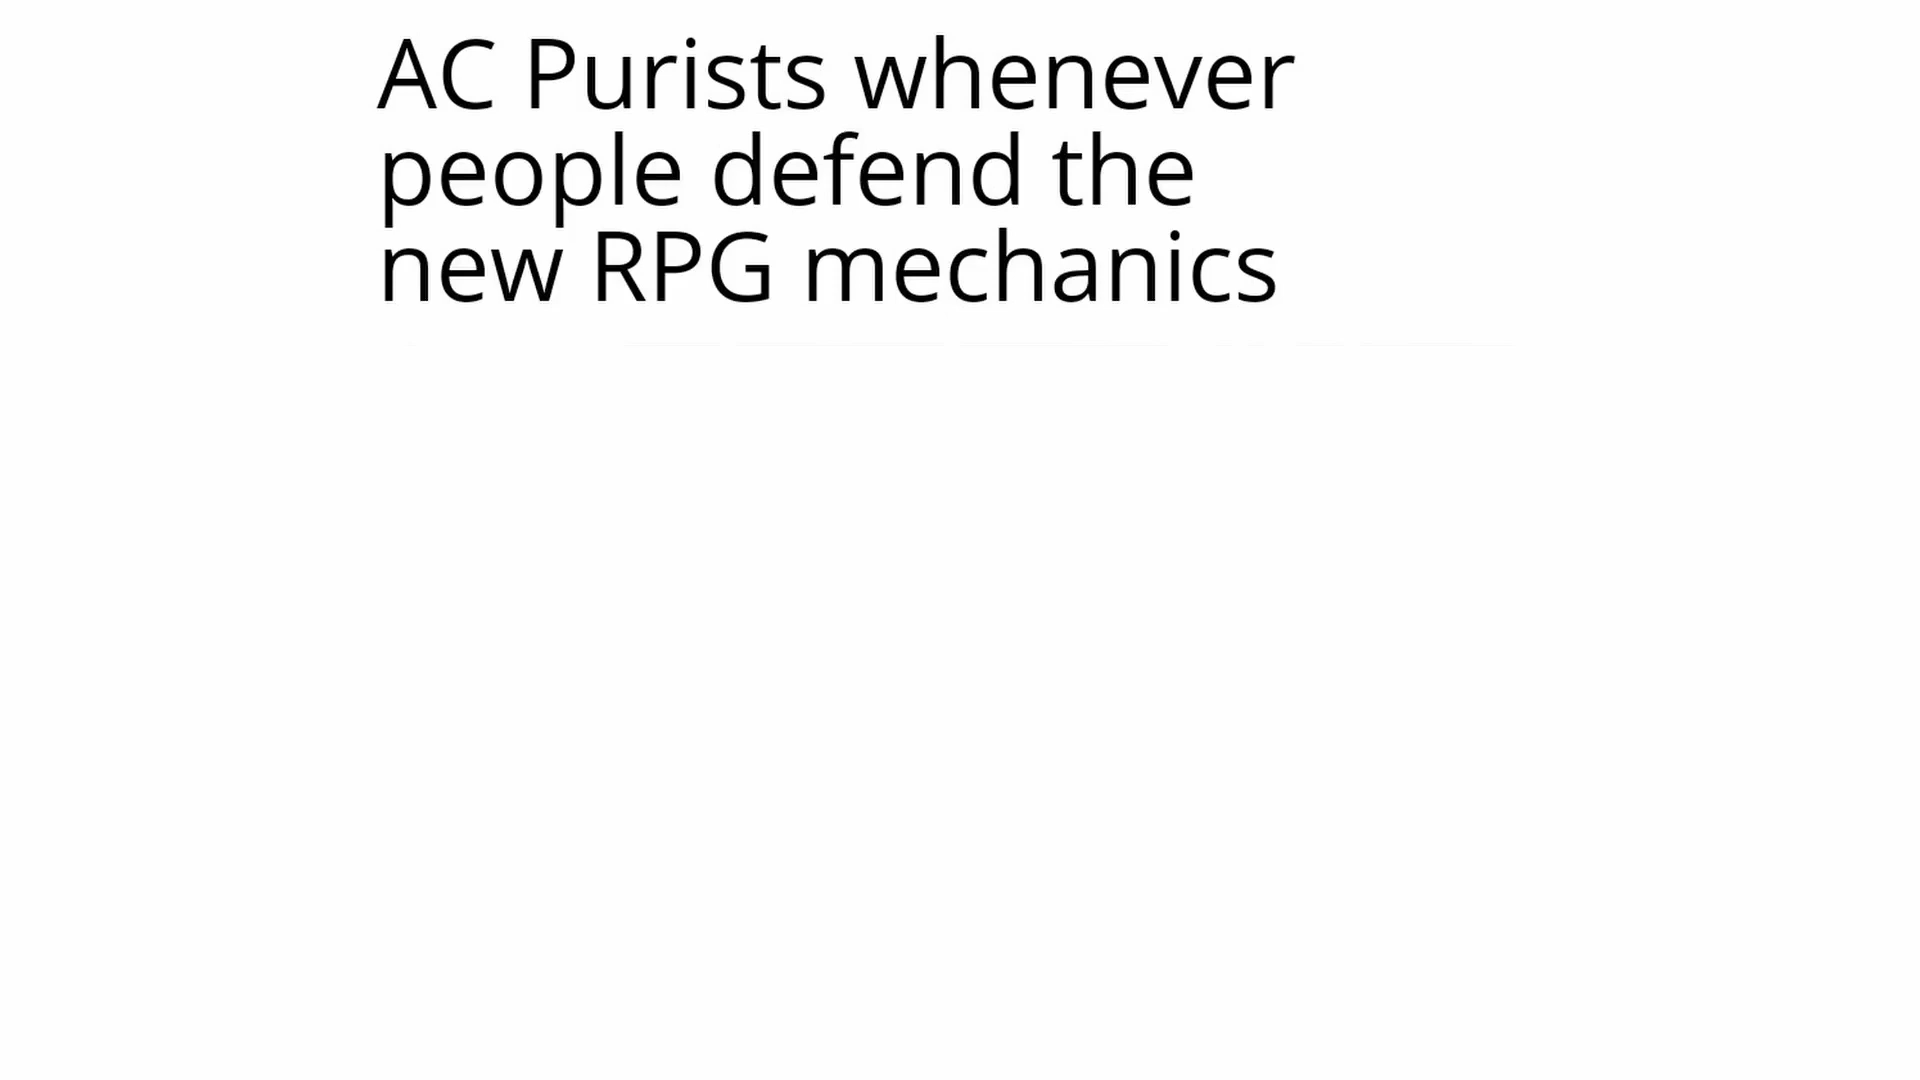 AC Purists whenever
people defend the
new RPG mechanics